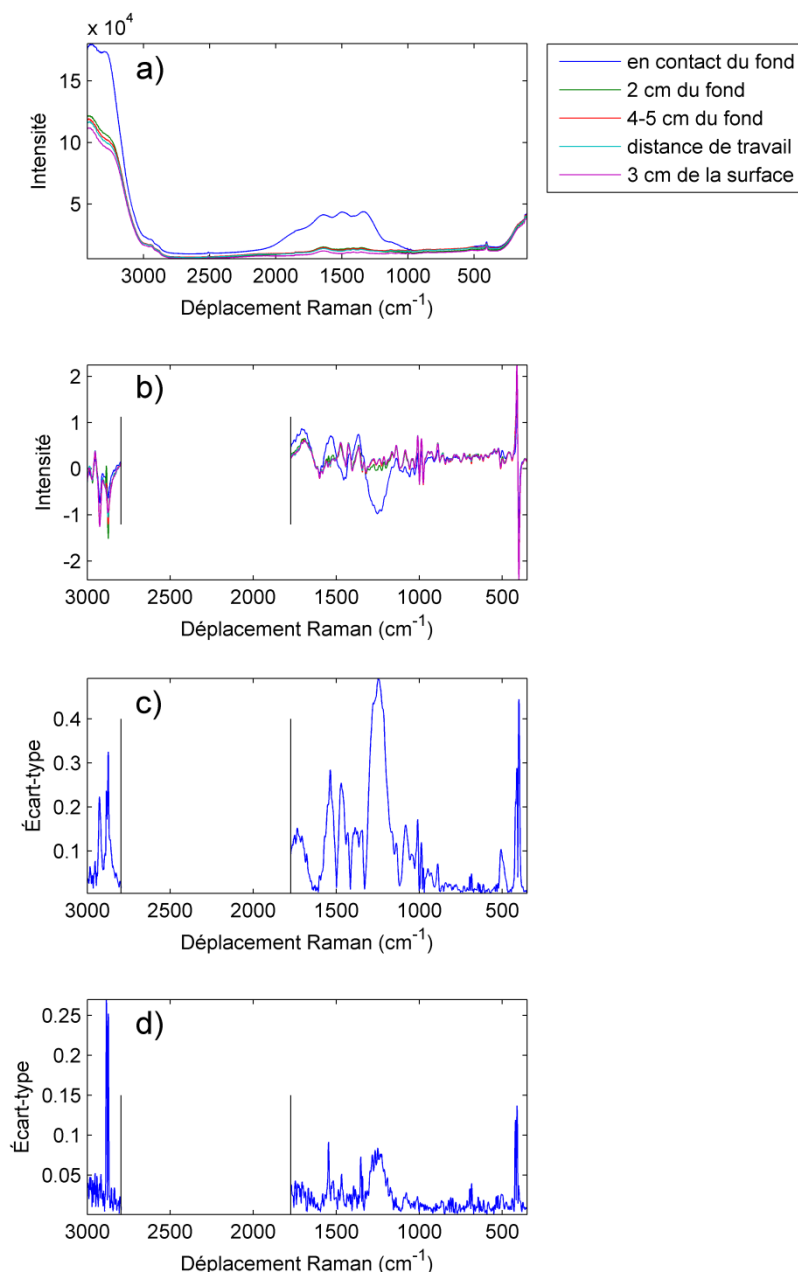 x 10⁴
a)
15
10
5
Intensité
3000 2500 2000 1500 1000 500
Déplacement Raman (cm⁻¹)
en contact du fond
2 cm du fond
4-5 cm du fond
distance de travail
3 cm de la surface
b)
2
1
0
-1
-2
Intensité
3000 2500 2000 1500 1000 500
Déplacement Raman (cm⁻¹)
c)
0.4
0.3
0.2
0.1
Écart-type
3000 2500 2000 1500 1000 500
Déplacement Raman (cm⁻¹)
d)
0.25
0.2
0.15
0.1
0.05
Écart-type
3000 2500 2000 1500 1000 500
Déplacement Raman (cm⁻¹)